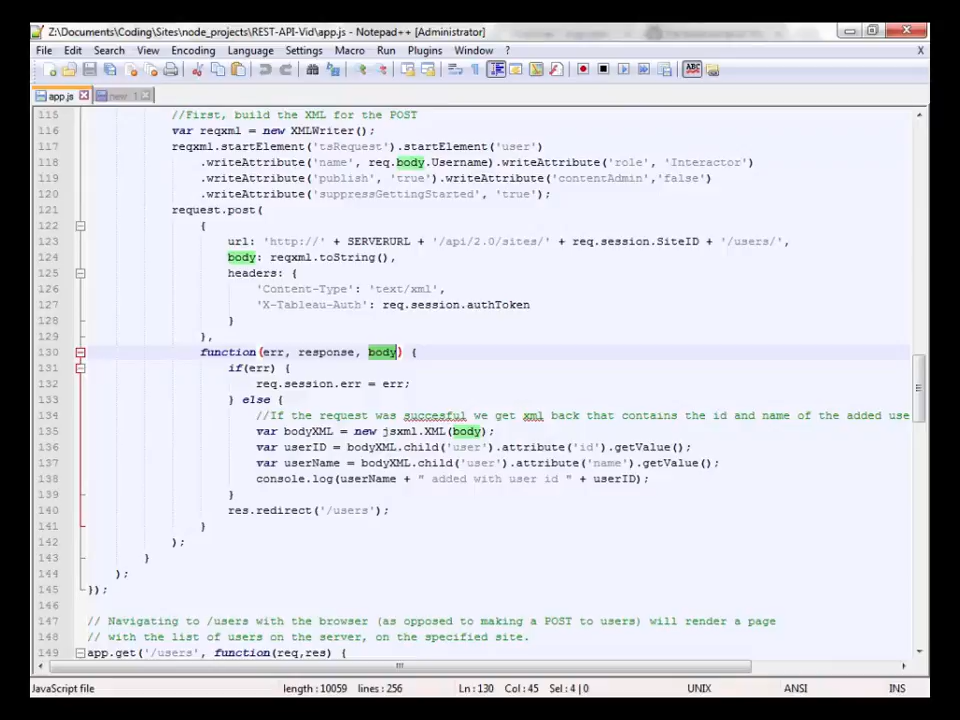 Z:\Documents\Coding\Sites\node_projects\REST-API-Vid\app.js - Notepad++ [Administrator]
File Edit Search View Encoding Language Settings Macro Run Plugins Window ? X
app.js new 1
115 //First, build the XML for the POST
116 var reqxml = new XMLWriter();
117 reqxml.startElement('tsRequest').startElement('user')
118 .writeAttribute('name', req.body.Username).writeAttribute('role', 'Interactor')
119 .writeAttribute('publish', 'true').writeAttribute('contentAdmin','false')
120 .writeAttribute('suppressGettingStarted', 'true');
121 request.post(
122 {
123 url: 'http://' + SERVERURL + '/api/2.0/sites/' + req.session.SiteID + '/users/',
124 body: reqxml.toString(),
125 headers: {
126 'Content-Type': 'text/xml',
127 'X-Tableau-Auth': req.session.authToken
128 }
129 },
130 function(err, response, body) {
131 if(err) {
132 req.session.err = err;
133 } else {
134 //If the request was succesful we get xml back that contains the id and name of the added use
135 var bodyXML = new jsxml.XML(body);
136 var userID = bodyXML.child('user').attribute('id').getValue();
137 var userName = bodyXML.child('user').attribute('name').getValue();
138 console.log(userName + " added with user id " + userID);
139 }
140 res.redirect('/users');
141 }
142 );
143 }
144 );
145 });
146
147 // Navigating to /users with the browser (as opposed to making a POST to users) will render a page
148 // with the list of users on the server, on the specified site.
149 app.get('/users', function(req,res) {
JavaScript file length : 10059 lines : 256 Ln : 130 Col : 45 Sel : 4 | 0 UNIX ANSI INS